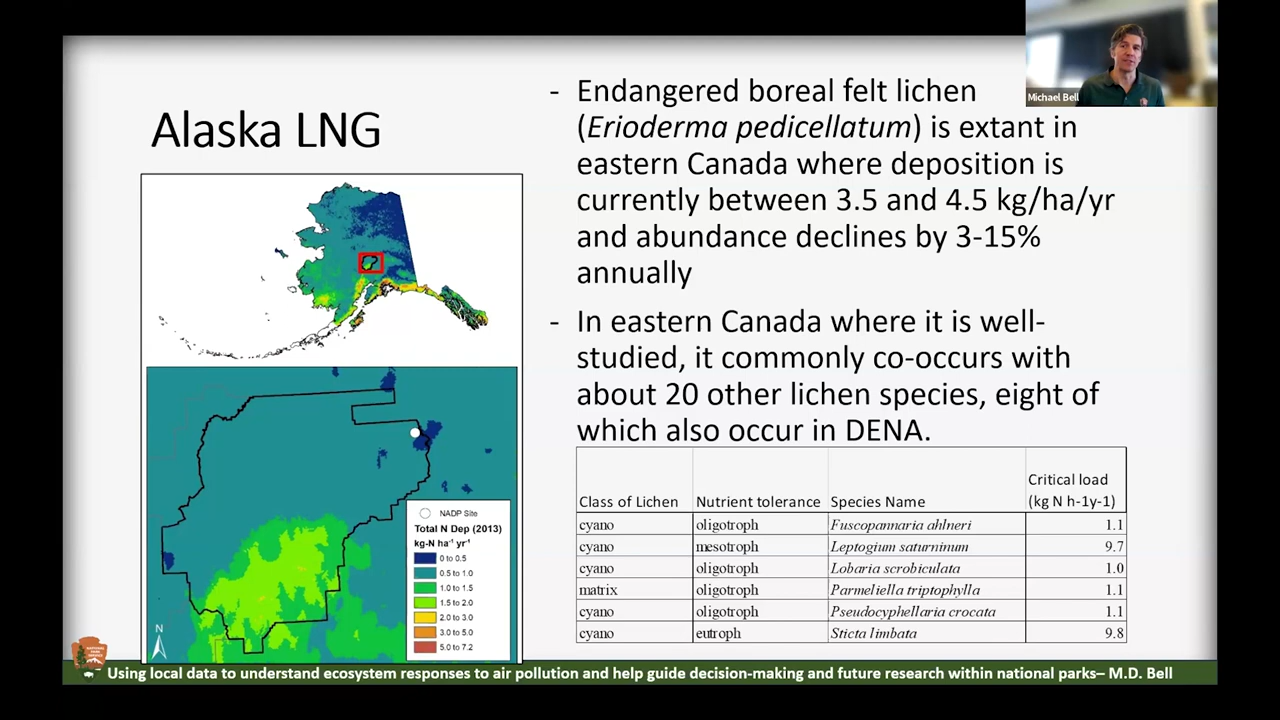 Michael Bell
Alaska LNG
- Endangered boreal felt lichen
(Erioderma pedicellatum) is extant in
eastern Canada where deposition is
currently between 3.5 and 4.5 kg/ha/yr
and abundance declines by 3-15%
annually
- In eastern Canada where it is well-
studied, it commonly co-occurs with
about 20 other lichen species, eight of
which also occur in DENA.
Class of Lichen Nutrient tolerance Species Name Critical load (kg N h-1y-1)
cyano oligotroph Fuscopannaria ahlneri 1.1
cyano mesotroph Leptogium saturninum 9.7
cyano oligotroph Lobaria scrobiculata 1.0
matrix oligotroph Parmeliella triptophylla 1.1
cyano oligotroph Pseudocyphellaria crocata 1.1
cyano eutroph Sticta limbata 9.8
NADP Site
Total N Dep (2013)
kg-N ha⁻¹ yr⁻¹
0 to 0.5
0.5 to 1.0
1.0 to 1.5
1.5 to 2.0
2.0 to 3.0
3.0 to 5.0
5.0 to 7.2
N
Using local data to understand ecosystem responses to air pollution and help guide decision-making and future research within national parks– M.D. Bell